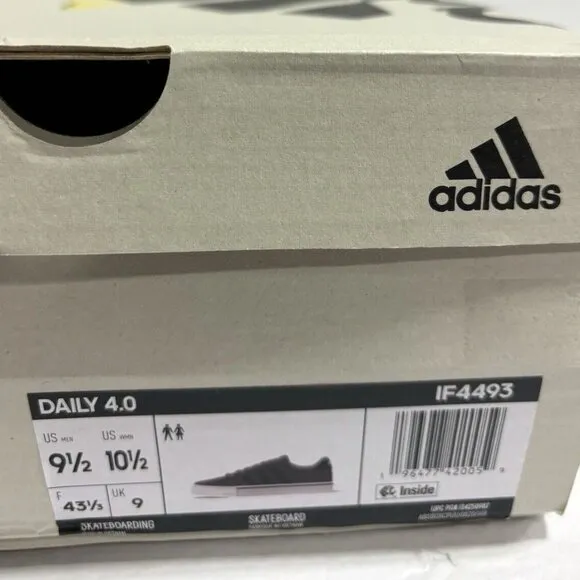 adidas
DAILY 4.0
IF4493
US MEN
9½
US WMN
10½
F
43⅓
UK
9
Inside
SKATEBOARDING
SKATEBOARD